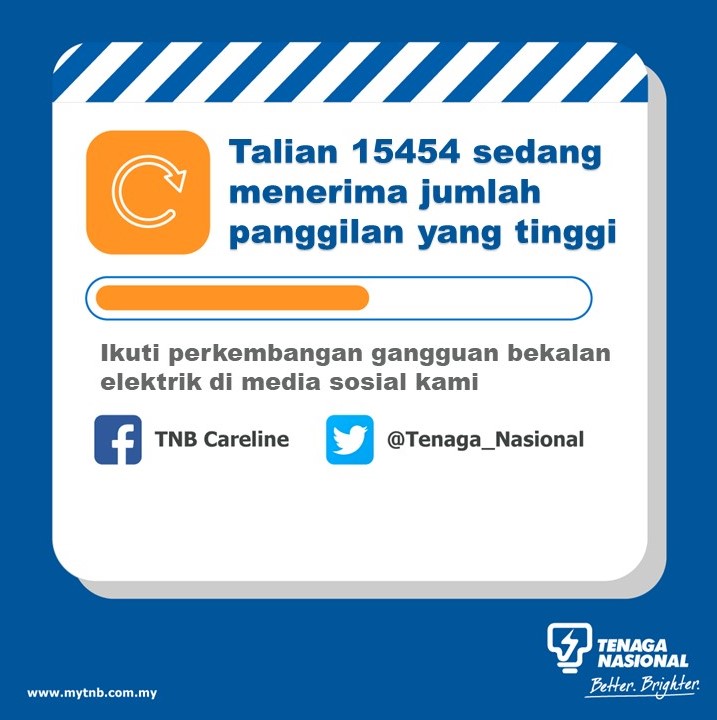 Talian 15454 sedang
menerima jumlah
panggilan yang tinggi
Ikuti perkembangan gangguan bekalan
elektrik di media sosial kami
f TNB Careline
@Tenaga_Nasional
TENAGA
NASIONAL
Better. Brighter.
www.mytnb.com.my